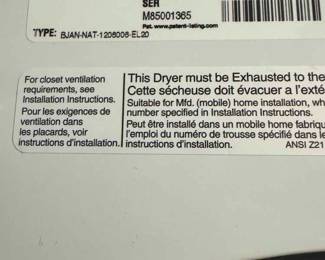 SER
M85001365
Pat. www.patent-listing.com
TYPE: BJAN-NAT-1206006-EL20
For closet ventilation
requirements, see
Installation Instructions.
Pour les exigences de
ventilation dans
les placards, voir
instructions d'installation.
This Dryer must be Exhausted to the
Cette sécheuse doit évacuer a l'exté
Suitable for Mfd. (mobile) home installation, wh
number specified in Installation Instructions.
Peut être installé dans un mobile home fabriqu
l'emploi du numéro de trousse spécifié dans le
instructions d'installation.
ANSI Z21